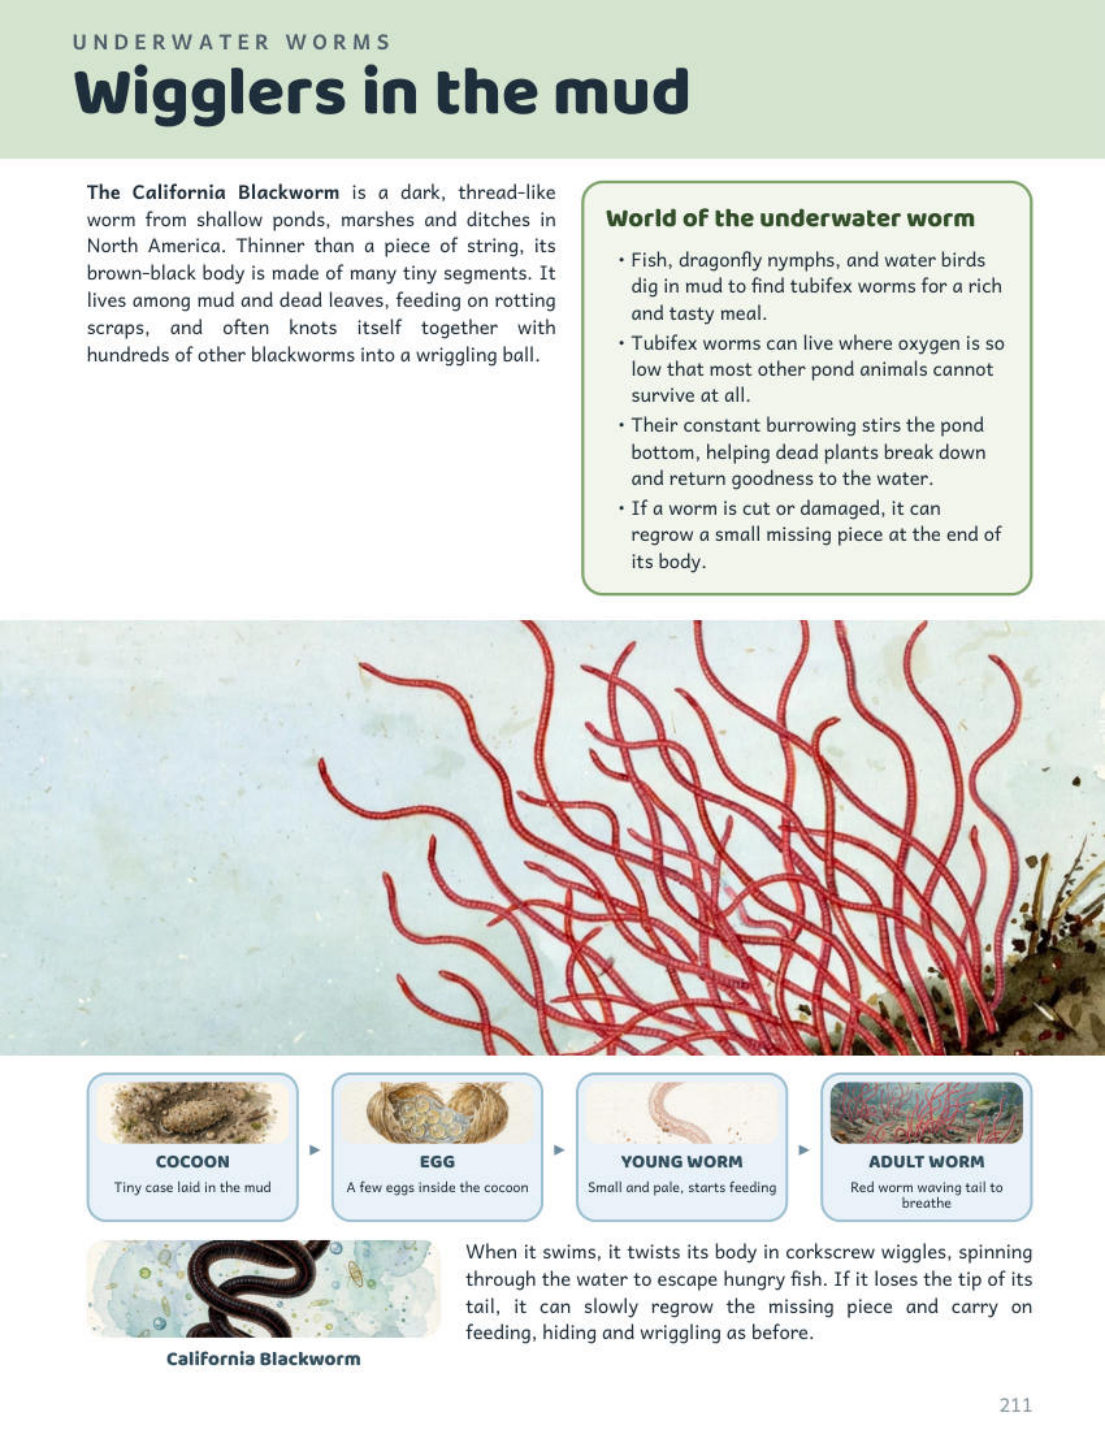 UNDERWATER WORMS
Wigglers in the mud
The California Blackworm is a dark, thread-like
worm from shallow ponds, marshes and ditches in
North America. Thinner than a piece of string, its
brown-black body is made of many tiny segments. It
lives among mud and dead leaves, feeding on rotting
scraps, and often knots itself together with
hundreds of other blackworms into a wriggling ball.
World of the underwater worm
• Fish, dragonfly nymphs, and water birds
dig in mud to find tubifex worms for a rich
and tasty meal.
• Tubifex worms can live where oxygen is so
low that most other pond animals cannot
survive at all.
• Their constant burrowing stirs the pond
bottom, helping dead plants break down
and return goodness to the water.
• If a worm is cut or damaged, it can
regrow a small missing piece at the end of
its body.
COCOON
Tiny case laid in the mud
EGG
A few eggs inside the cocoon
YOUNG WORM
Small and pale, starts feeding
ADULT WORM
Red worm waving tail to
breathe
California Blackworm
When it swims, it twists its body in corkscrew wiggles, spinning
through the water to escape hungry fish. If it loses the tip of its
tail, it can slowly regrow the missing piece and carry on
feeding, hiding and wriggling as before.
211